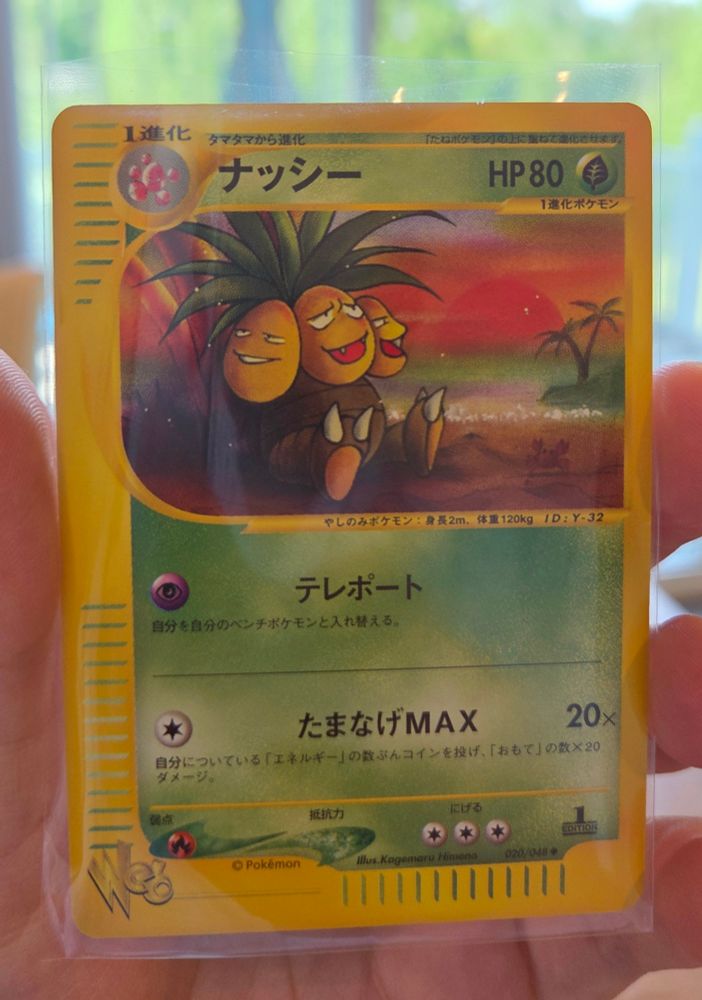 1進化
タマタマから進化
「たねポケモン」の上に重ねて進化させます。
ナッシー HP80
1進化ポケモン
やしのみポケモン：身長2m、体重120kg ID:Y-32
テレポート
自分を自分のベンチポケモンと入れ替える。
たまなげMAX 20×
自分についている「エネルギー」の数ぶんコインを投げ、「おもて」の数×20
ダメージ。
弱点 抵抗力 にげる
1
EDITION
Illus.Kagemaru Himeno 020/048
©Pokémon
Web